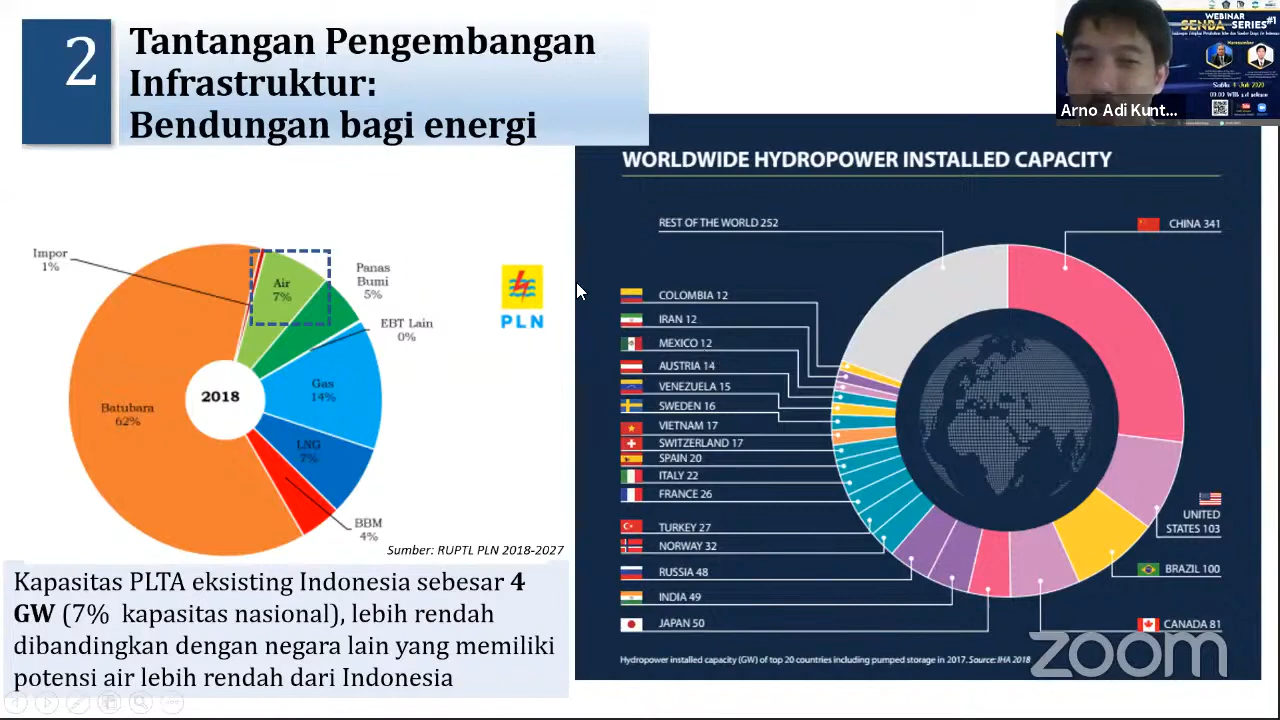 2
Tantangan Pengembangan
Infrastruktur:
Bendungan bagi energi
WEBINAR
SENBA SERIES#1
Arno Adi Kunt...
WORLDWIDE HYDROPOWER INSTALLED CAPACITY
REST OF THE WORLD 252
CHINA 341
COLOMBIA 12
IRAN 12
MEXICO 12
AUSTRIA 14
VENEZUELA 15
SWEDEN 16
VIETNAM 17
SWITZERLAND 17
SPAIN 20
ITALY 22
FRANCE 26
TURKEY 27
NORWAY 32
RUSSIA 48
INDIA 49
JAPAN 50
UNITED
STATES 103
BRAZIL 100
CANADA 81
Hydropower installed capacity (GW) of top 20 countries including pumped storage in 2017. Source: IHA 2018
zoom
Impor
1%
Air
7%
Panas
Bumi
5%
EBT Lain
0%
Gas
14%
LNG
7%
BBM
4%
Batubara
62%
2018
PLN
Sumber: RUPTL PLN 2018-2027
Kapasitas PLTA eksisting Indonesia sebesar 4
GW (7% kapasitas nasional), lebih rendah
dibandingkan dengan negara lain yang memiliki
potensi air lebih rendah dari Indonesia